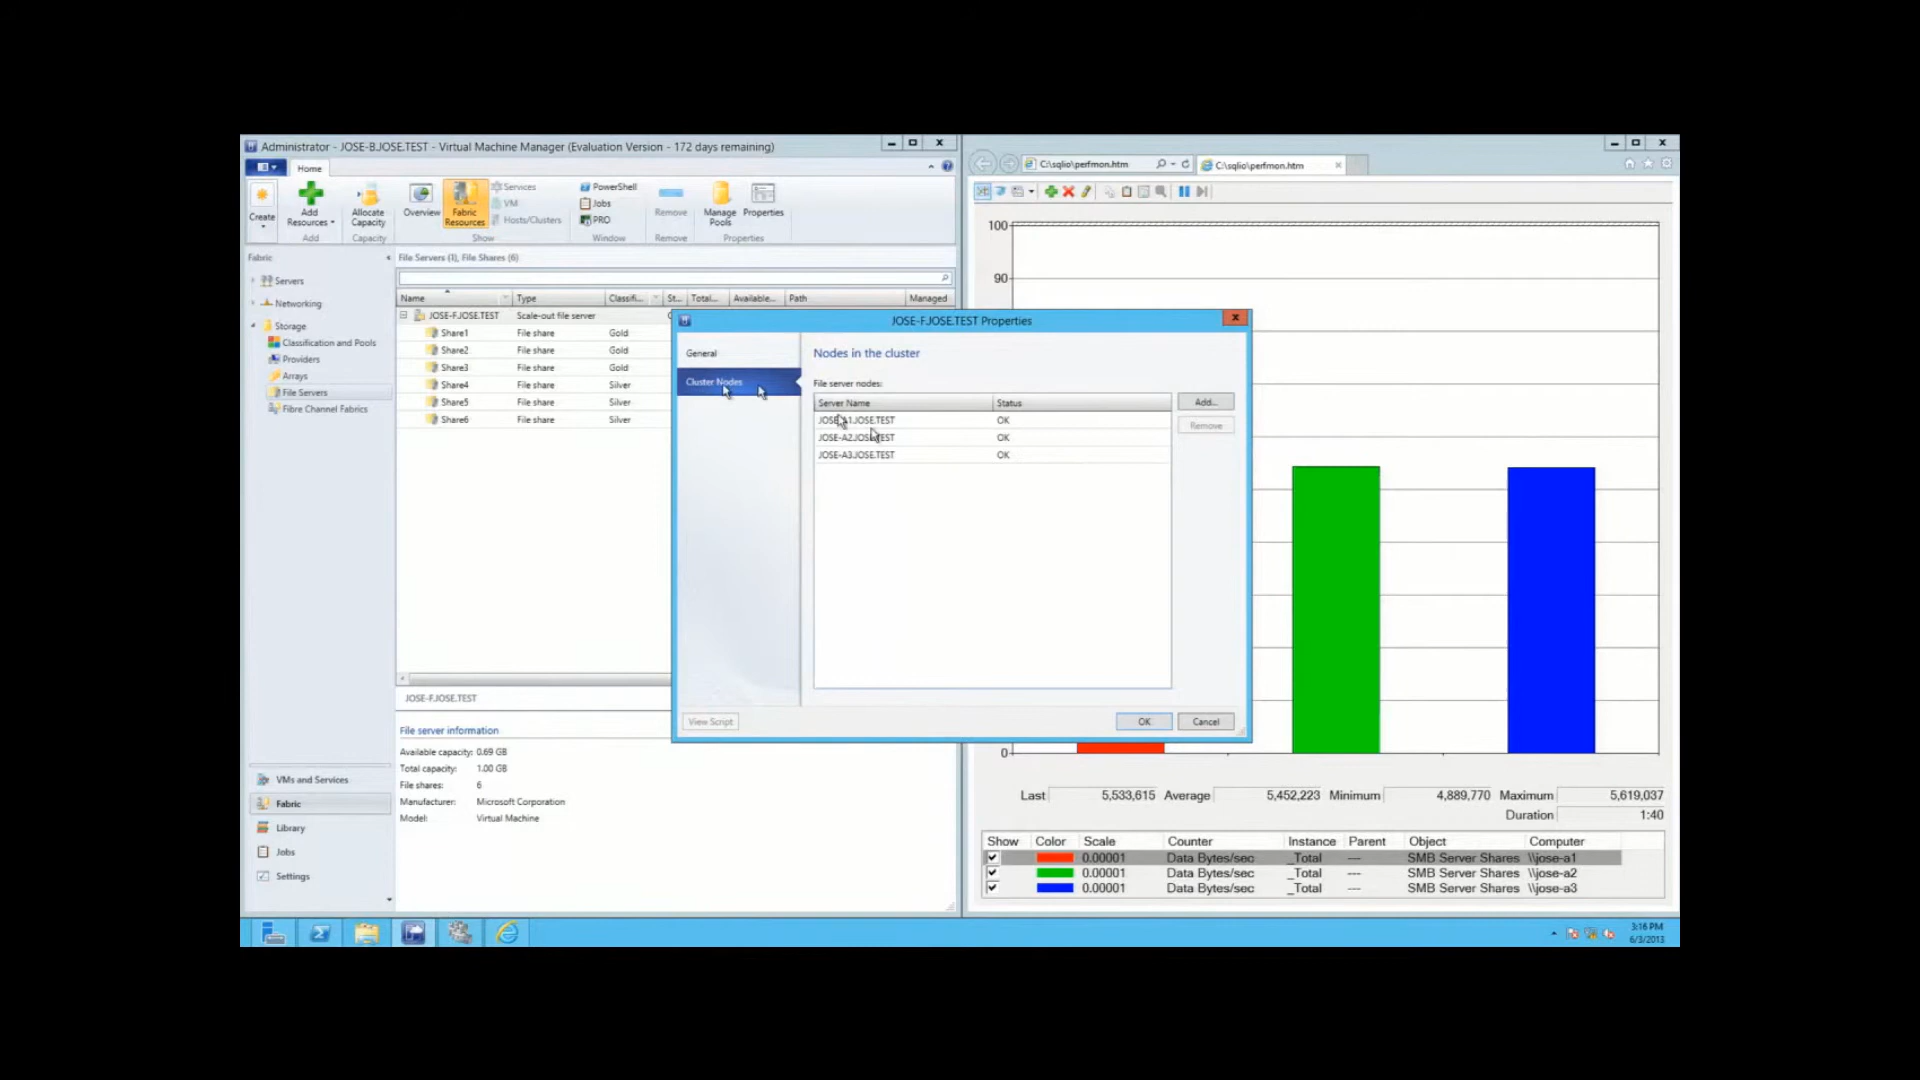 Administrator - JOSE-B.JOSE.TEST - Virtual Machine Manager (Evaluation Version - 172 days remaining)
Home
Create
Add Resources
Allocate Capacity
Overview
Fabric Resources
Services
VM
Hosts/Clusters
PowerShell
Jobs
PRO
Remove
Manage Pools
Properties
Add
Capacity
Show
Window
Remove
Properties
Fabric
Servers
Networking
Storage
Classification and Pools
Providers
Arrays
File Servers
Fibre Channel Fabrics
VMs and Services
Fabric
Library
Jobs
Settings
File Servers (1), File Shares (6)
Name Type Classifi... St... Total... Available... Path Managed
JOSE-F.JOSE.TEST Scale-out file server
Share1 File share Gold
Share2 File share Gold
Share3 File share Gold
Share4 File share Silver
Share5 File share Silver
Share6 File share Silver
JOSE-F.JOSE.TEST
File server information
Available capacity: 0.69 GB
Total capacity: 1.00 GB
File shares: 6
Manufacturer: Microsoft Corporation
Model: Virtual Machine
JOSE-F.JOSE.TEST Properties
General
Cluster Nodes
Nodes in the cluster
File server nodes:
Server Name Status
JOSE-A1.JOSE.TEST OK
JOSE-A2.JOSE.TEST OK
JOSE-A3.JOSE.TEST OK
Add...
Remove
View Script
OK
Cancel
C:\sqlio\perfmon.htm
C:\sqlio\perfmon.htm
100
90
0
Last 5,533,615 Average 5,452,223 Minimum 4,889,770 Maximum 5,619,037
Duration 1:40
Show Color Scale Counter Instance Parent Object Computer
0.00001 Data Bytes/sec _Total --- SMB Server Shares \\jose-a1
0.00001 Data Bytes/sec _Total --- SMB Server Shares \\jose-a2
0.00001 Data Bytes/sec _Total --- SMB Server Shares \\jose-a3
3:16 PM
6/3/2013